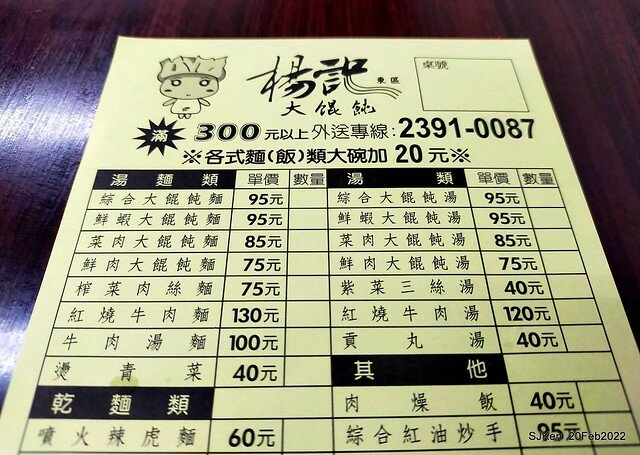 楊記 東區
大餛飩
桌號
滿 300元以上外送專線:2391-0087
※各式麵(飯)類大碗加20元※
湯麵類 單價 數量 湯類 單價 數量
綜合大餛飩麵 95元 綜合大餛飩湯 95元
鮮蝦大餛飩麵 95元 鮮蝦大餛飩湯 95元
菜肉大餛飩麵 85元 菜肉大餛飩湯 85元
鮮肉大餛飩麵 75元 鮮肉大餛飩湯 75元
榨菜肉絲麵 75元 紫菜三絲湯 40元
紅燒牛肉麵 130元 紅燒牛肉湯 120元
牛肉湯麵 100元 貢丸湯 40元
燙青菜 40元 其他
乾麵類 肉燥飯 40元
噴火辣虎麵 60元 綜合紅油炒手 95元
20Feb2022